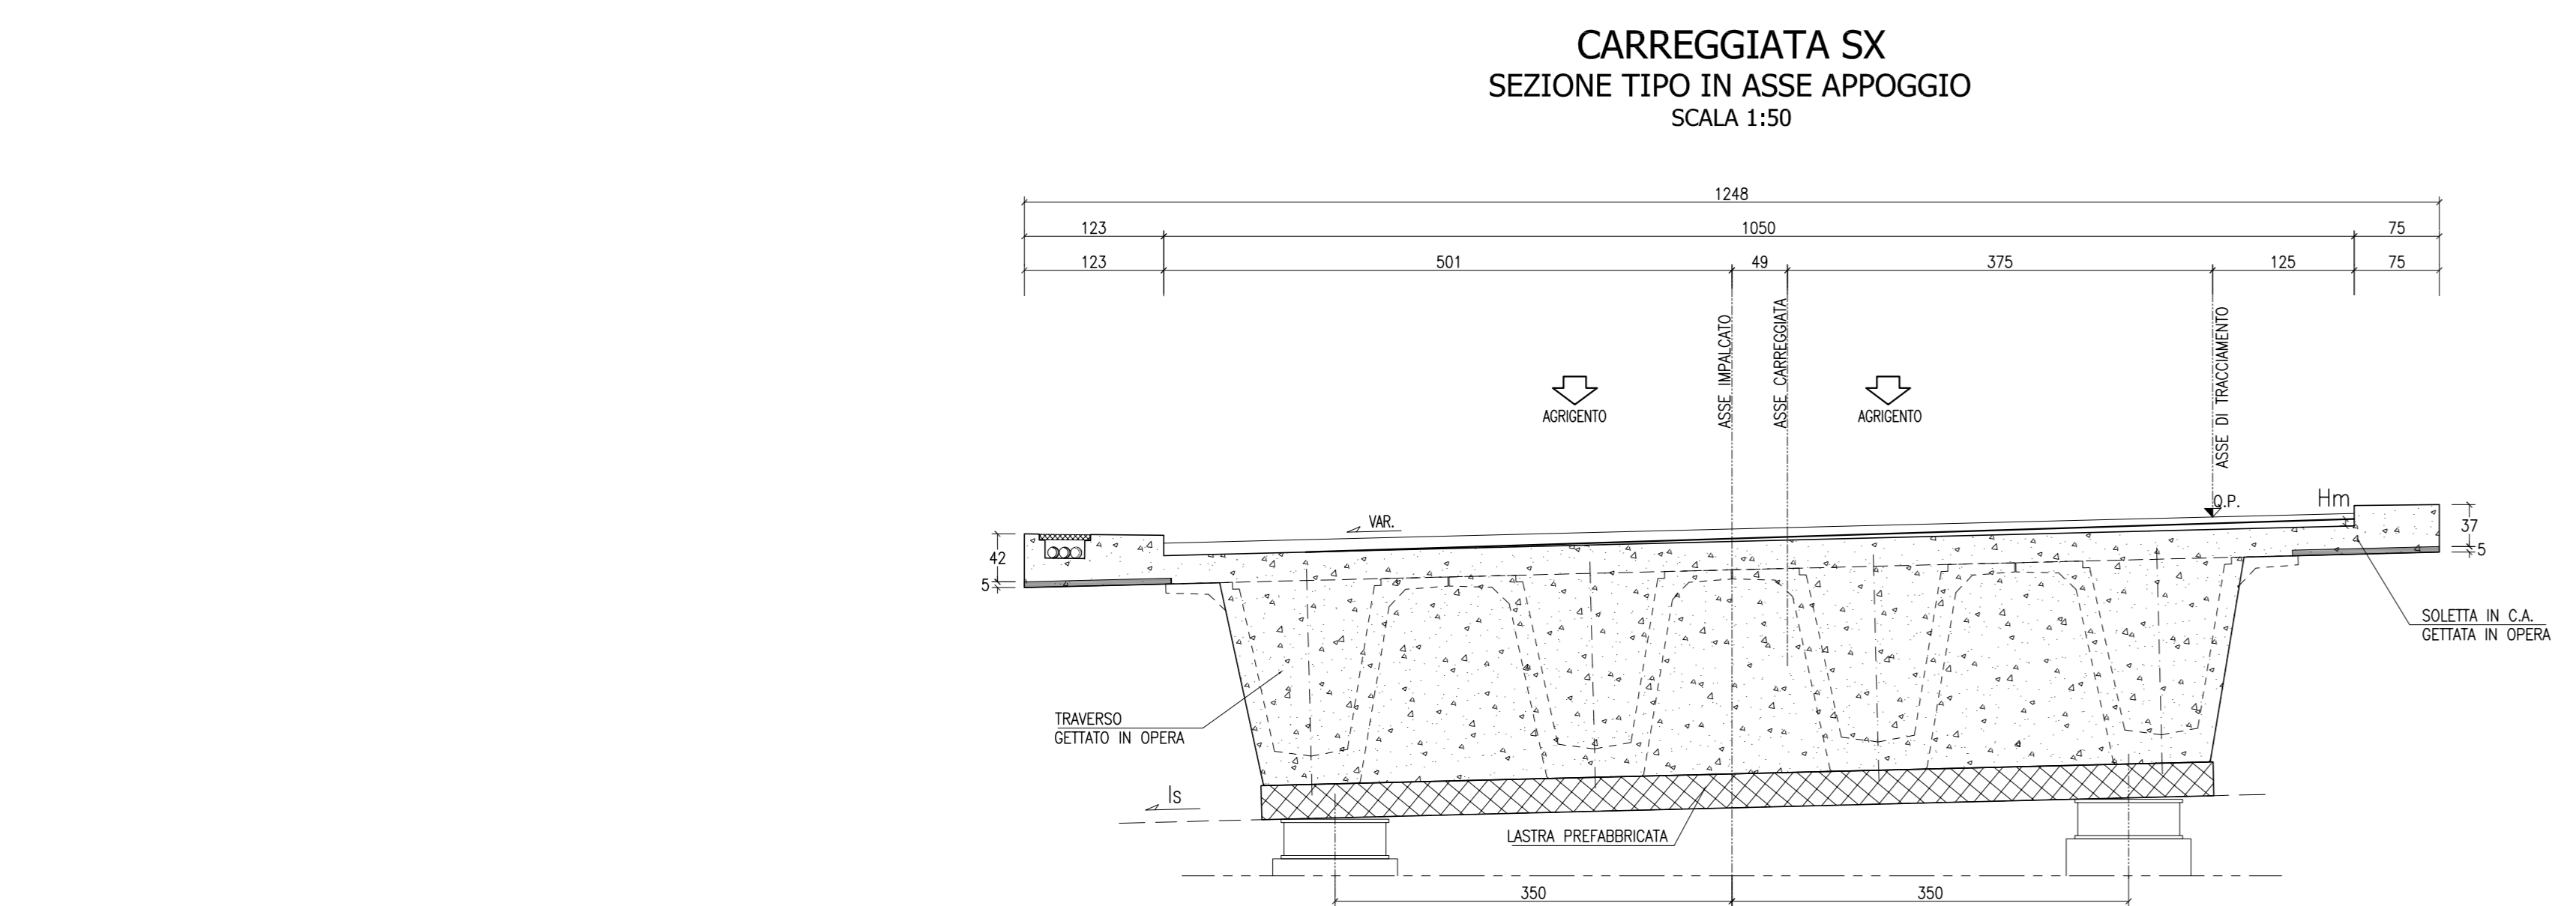 CARREGGIATA SX
SEZIONE TIPO IN ASSE APPOGGIO
SCALA 1:50
1248
123
1050
75
123
501
49
375
125
75
ASSE IMPALCATO
ASSE CARREGGIATA
ASSE DI TRACCIAMENTO
AGRIGENTO
AGRIGENTO
Q.P.
Hm
VAR.
42
5
37
5
SOLETTA IN C.A.
GETTATA IN OPERA
TRAVERSO
GETTATO IN OPERA
Is
LASTRA PREFABBRICATA
350
350